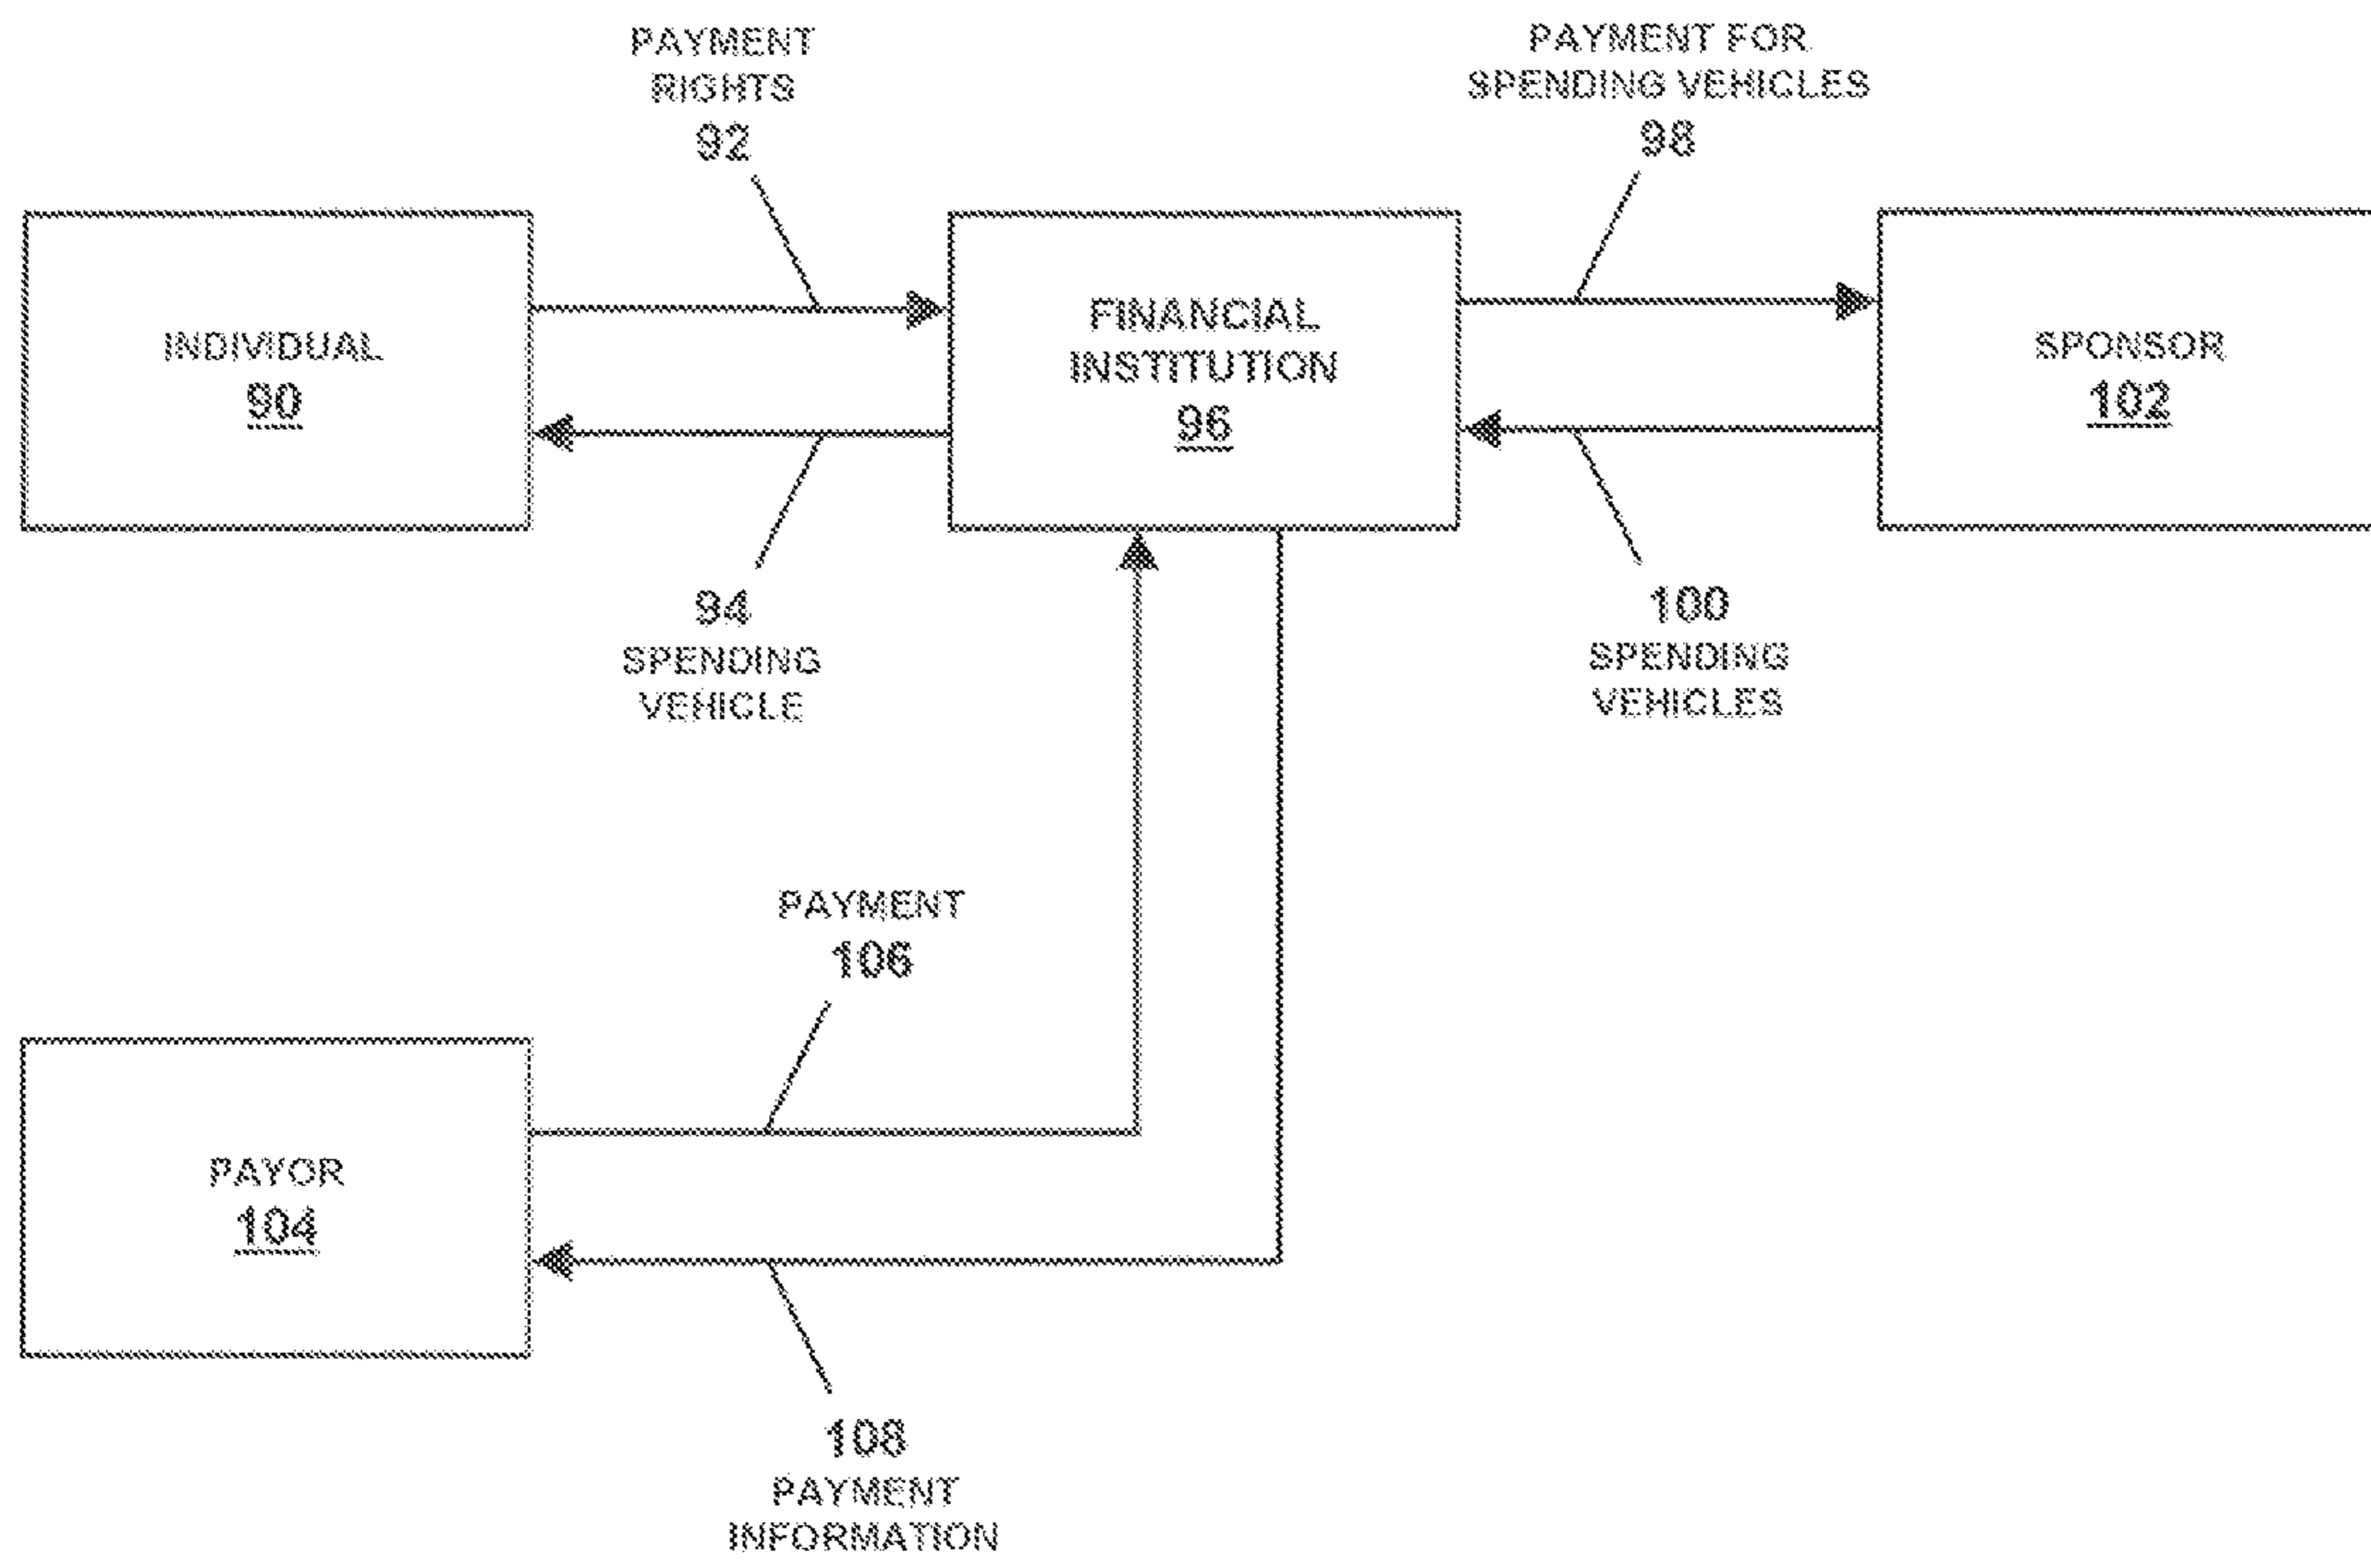 PAYMENT
RIGHTS
92
PAYMENT FOR
SPENDING VEHICLES
98
INDIVIDUAL
90
FINANCIAL
INSTITUTION
96
SPONSOR
102
94
SPENDING
VEHICLE
100
SPENDING
VEHICLES
PAYMENT
106
PAYOR
104
108
PAYMENT
INFORMATION